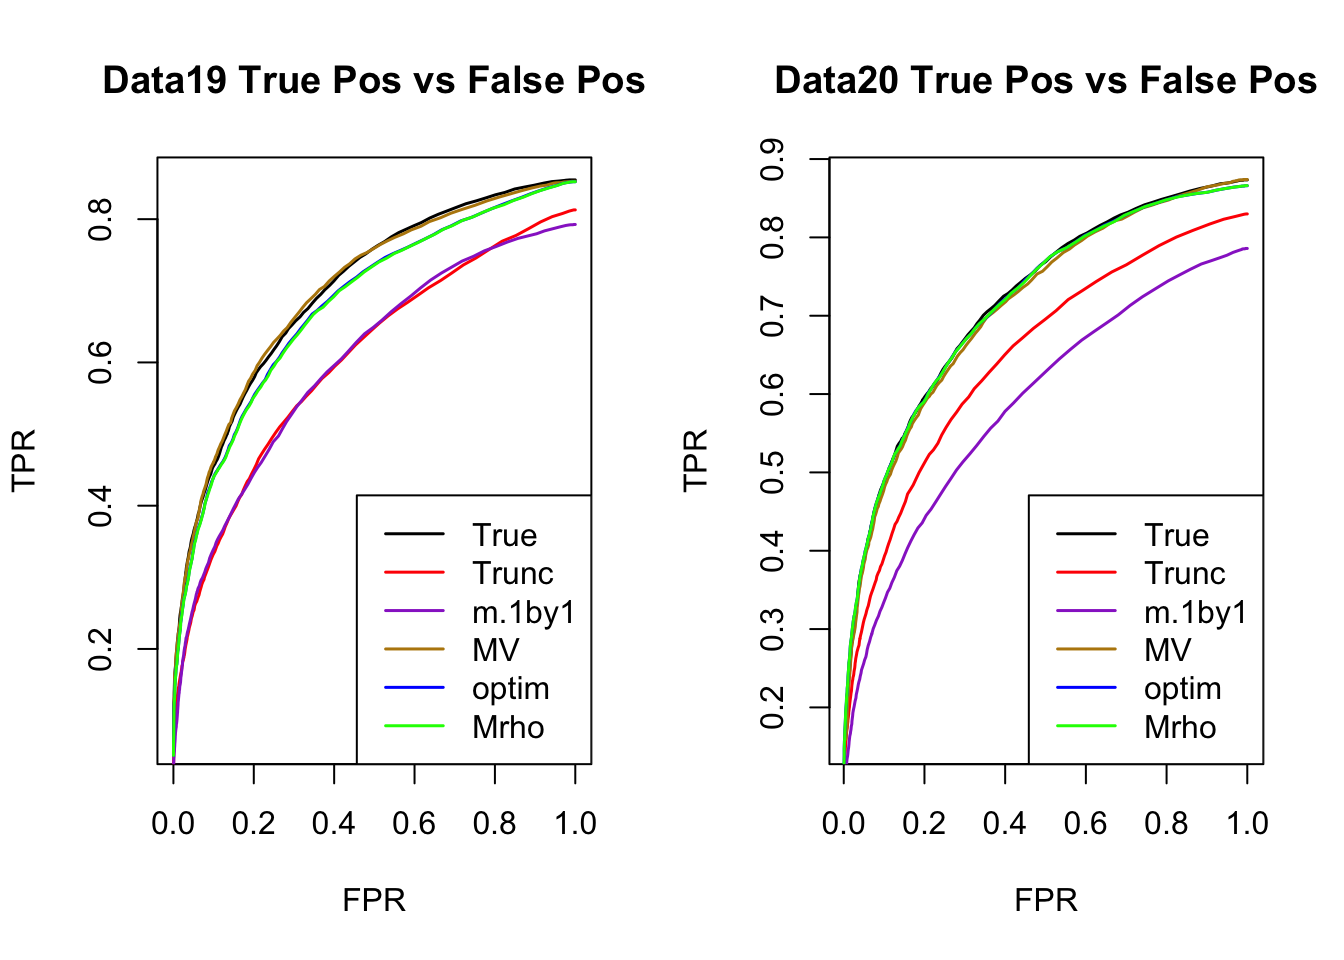 Data19 True Pos vs False Pos
TPR
0.8
0.6
0.4
0.2
True
Trunc
m.1by1
MV
optim
Mrho
0.0 0.2 0.4 0.6 0.8 1.0
FPR
Data20 True Pos vs False Pos
TPR
0.9
0.8
0.7
0.6
0.5
0.4
0.3
0.2
True
Trunc
m.1by1
MV
optim
Mrho
0.0 0.2 0.4 0.6 0.8 1.0
FPR